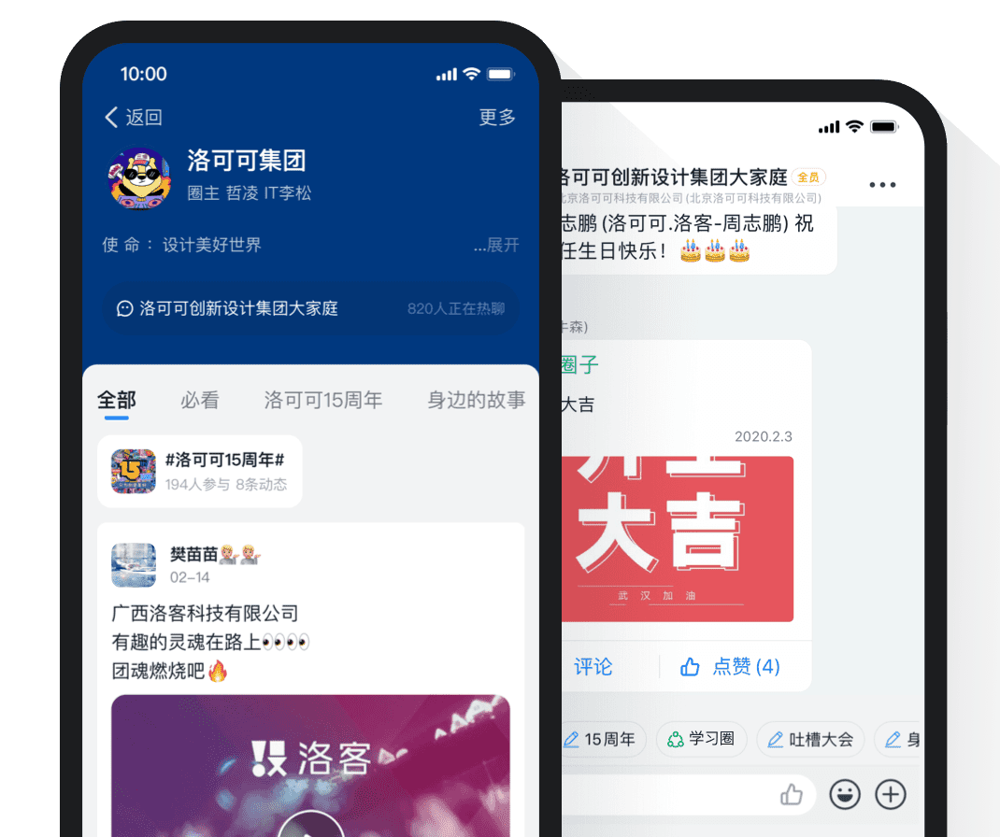 10:00
返回
更多
洛可可集团
圈主 哲凌 IT李松
使 命 ： 设计美好世界
...展开
洛可可创新设计集团大家庭
820人正在热聊
全部
必看
洛可可15周年
身边的故事
#洛可可15周年#
194人参与 8条动态
樊苗苗
02-14
广西洛客科技有限公司
有趣的灵魂在路上👀👀
团魂燃烧吧🔥
洛客
洛可可创新设计集团大家庭
全员
北京洛可可科技有限公司 (北京洛可可科技有限公司)
志鹏 (洛可可.洛客-周志鹏) 祝
任生日快乐！🎂🎂🎂
牛森)
圈子
大吉
2020.2.3
开工
大吉
武 汉 加 油
评论
点赞 (4)
15周年
学习圈
吐槽大会
身